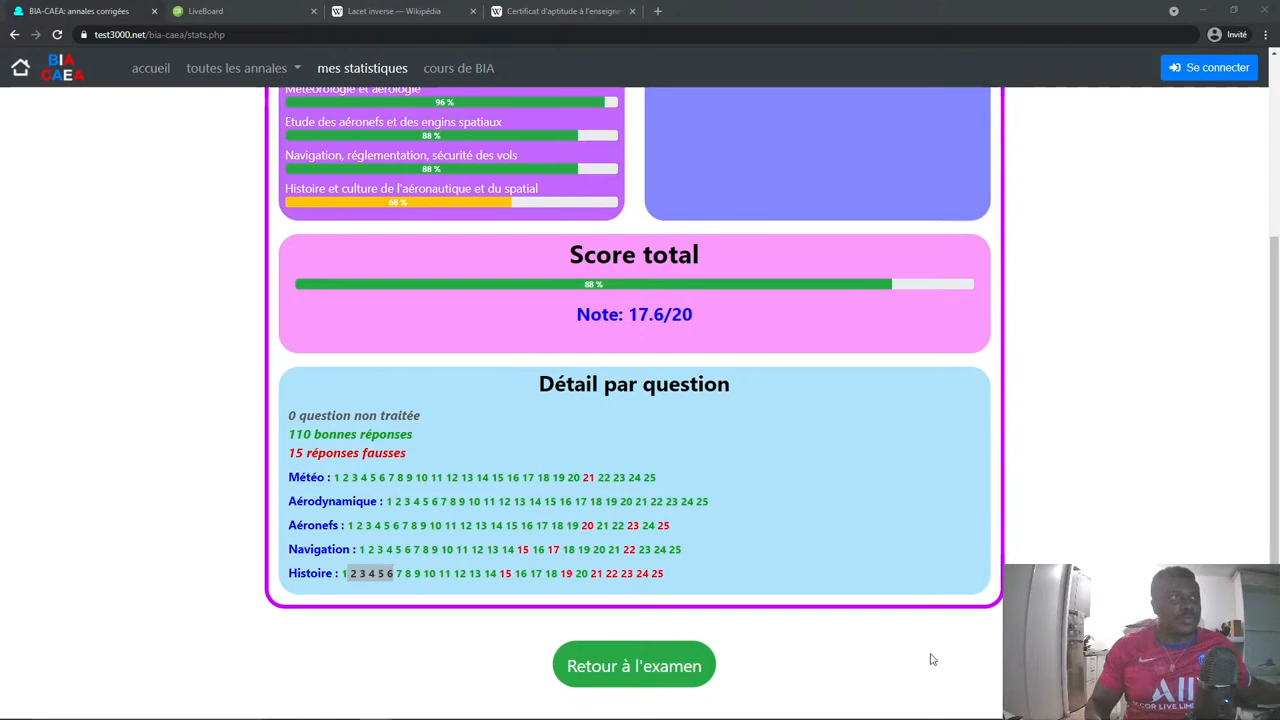 BIA-CAEA: annales corrigées
LiveBoard
Lacet inverse — Wikipédia
Certificat d'aptitude à l'enseigne
test3000.net/bia-caea/stats.php
Invité
BIA
CAEA
accueil
toutes les annales
mes statistiques
cours de BIA
Se connecter
Météorologie et aérologie
96 %
Etude des aéronefs et des engins spatiaux
88 %
Navigation, réglementation, sécurité des vols
88 %
Histoire et culture de l'aéronautique et du spatial
68 %
Score total
88 %
Note: 17.6/20
Détail par question
0 question non traitée
110 bonnes réponses
15 réponses fausses
Météo : 1 2 3 4 5 6 7 8 9 10 11 12 13 14 15 16 17 18 19 20 21 22 23 24 25
Aérodynamique : 1 2 3 4 5 6 7 8 9 10 11 12 13 14 15 16 17 18 19 20 21 22 23 24 25
Aéronefs : 1 2 3 4 5 6 7 8 9 10 11 12 13 14 15 16 17 18 19 20 21 22 23 24 25
Navigation : 1 2 3 4 5 6 7 8 9 10 11 12 13 14 15 16 17 18 19 20 21 22 23 24 25
Histoire : 1 2 3 4 5 6 7 8 9 10 11 12 13 14 15 16 17 18 19 20 21 22 23 24 25
Retour à l'examen
ALL